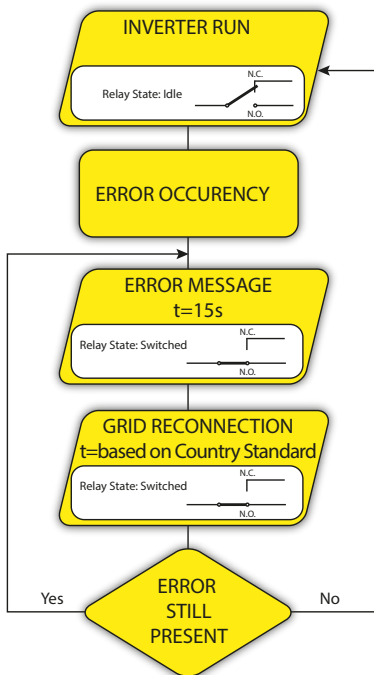 INVERTER RUN
N.C.
Relay State: Idle
N.O.
ERROR OCCURENCY
ERROR MESSAGE
t=15s
N.C.
Relay State: Switched
N.O.
GRID RECONNECTION
t=based on Country Standard
N.C.
Relay State: Switched
N.O.
Yes
ERROR
STILL
PRESENT
No